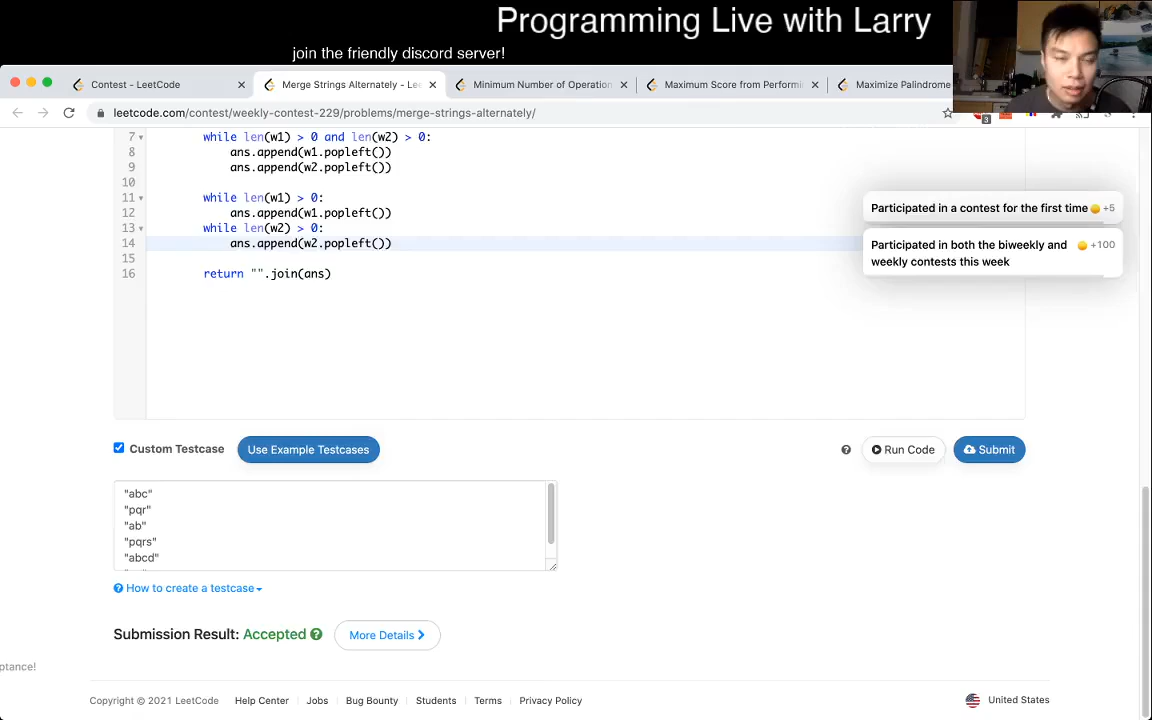 Programming Live with Larry
join the friendly discord server!
Contest - LeetCode
Merge Strings Alternately - Lee
Minimum Number of Operation
Maximum Score from Performin
Maximize Palindrome
leetcode.com/contest/weekly-contest-229/problems/merge-strings-alternately/
3
7 while len(w1) > 0 and len(w2) > 0:
8 ans.append(w1.popleft())
9 ans.append(w2.popleft())
10
11 while len(w1) > 0:
12 ans.append(w1.popleft())
13 while len(w2) > 0:
14 ans.append(w2.popleft())
15
16 return "".join(ans)
Participated in a contest for the first time +5
Participated in both the biweekly and +100
weekly contests this week
Custom Testcase
Use Example Testcases
Run Code
Submit
"abc"
"pqr"
"ab"
"pqrs"
"abcd"
How to create a testcase
Submission Result: Accepted
More Details
ptance!
Copyright © 2021 LeetCode
Help Center
Jobs
Bug Bounty
Students
Terms
Privacy Policy
United States